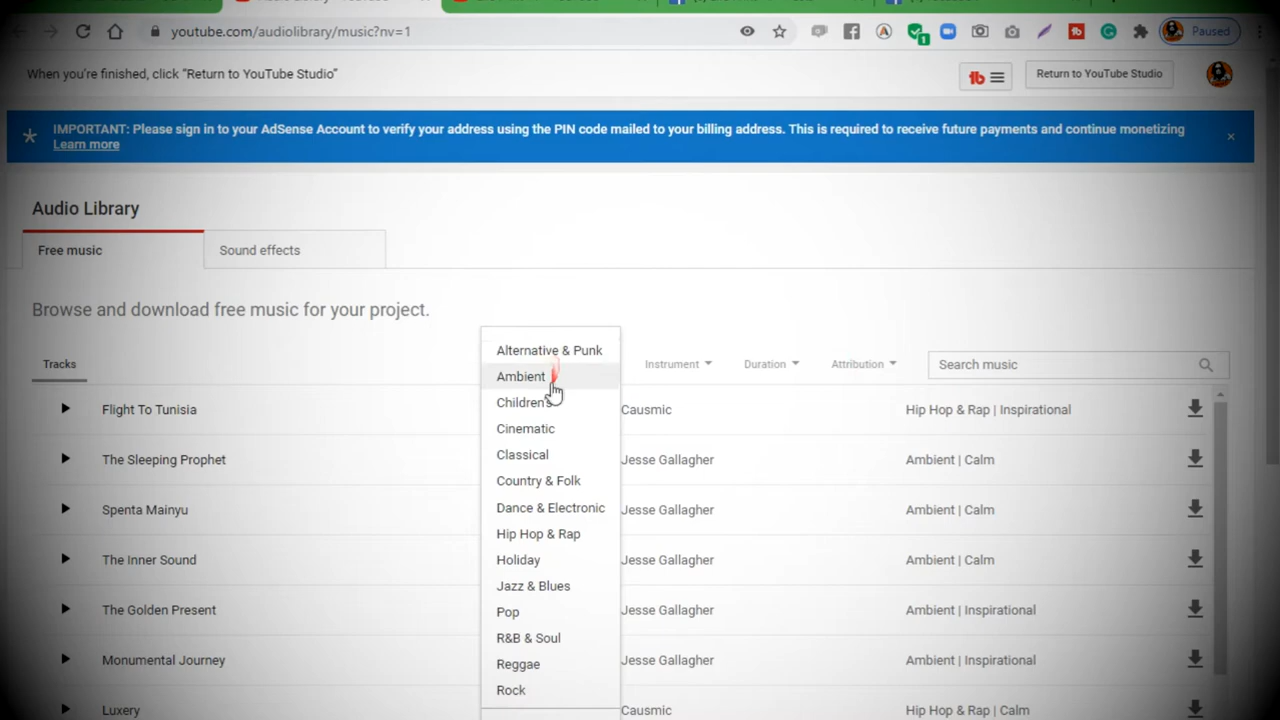 youtube.com/audiolibrary/music?nv=1
1
Paused
When you're finished, click "Return to YouTube Studio"
Return to YouTube Studio
IMPORTANT: Please sign in to your AdSense Account to verify your address using the PIN code mailed to your billing address. This is required to receive future payments and continue monetizing
Learn more
Audio Library
Free music
Sound effects
Browse and download free music for your project.
Tracks
Instrument
Duration
Attribution
Search music
Alternative & Punk
Ambient
Children's
Cinematic
Classical
Country & Folk
Dance & Electronic
Hip Hop & Rap
Holiday
Jazz & Blues
Pop
R&B & Soul
Reggae
Rock
Flight To Tunisia Causmic Hip Hop & Rap | Inspirational
The Sleeping Prophet Jesse Gallagher Ambient | Calm
Spenta Mainyu Jesse Gallagher Ambient | Calm
The Inner Sound Jesse Gallagher Ambient | Calm
The Golden Present Jesse Gallagher Ambient | Inspirational
Monumental Journey Jesse Gallagher Ambient | Inspirational
Luxery Causmic Hip Hop & Rap | Calm